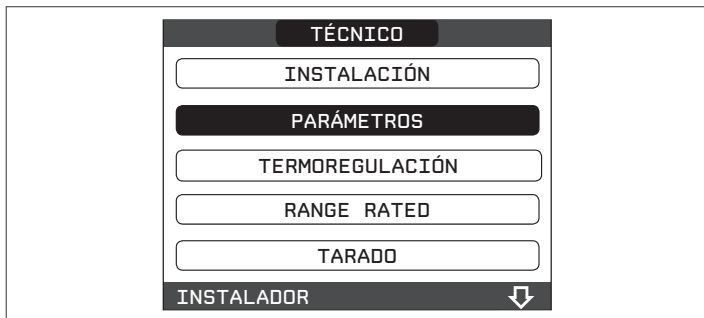 TÉCNICO
INSTALACIÓN
PARÁMETROS
TERMOREGULACIÓN
RANGE RATED
TARADO
INSTALADOR